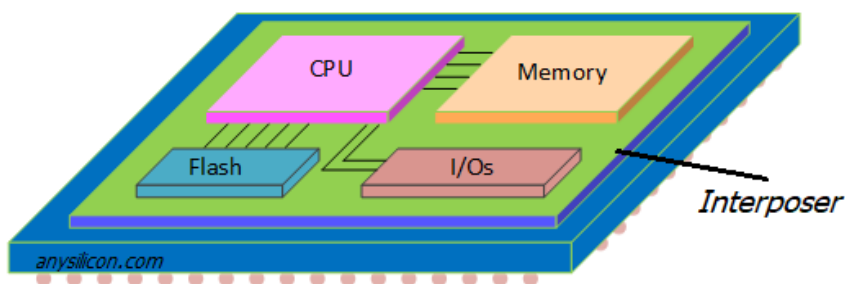 CPU
Memory
Flash
I/Os
Interposer
anysilicon.com